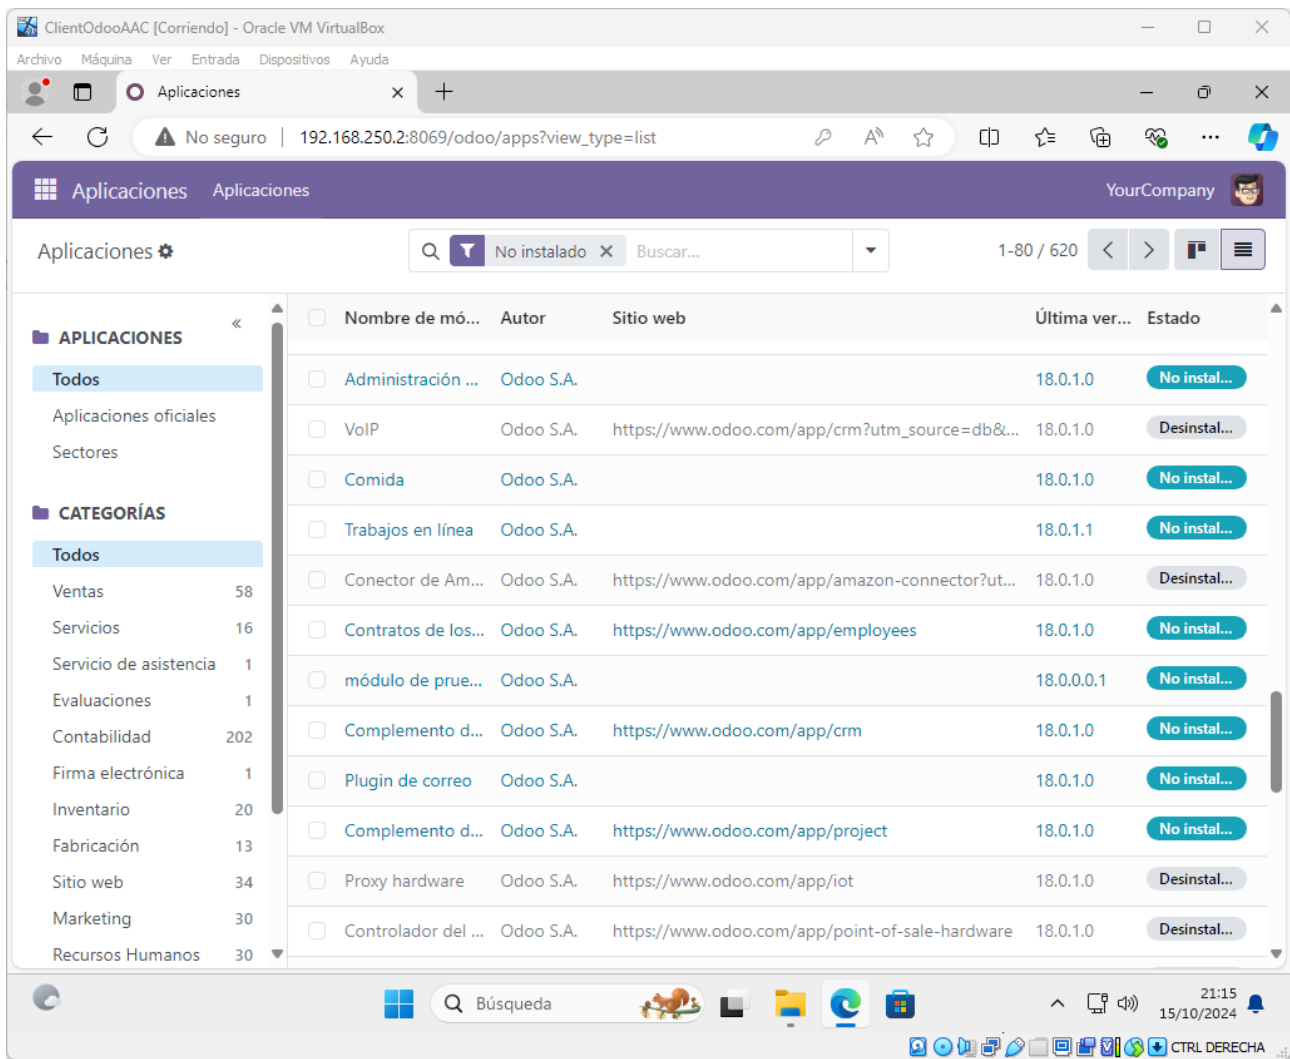 ClientOdooAAC [Corriendo] - Oracle VM VirtualBox
Archivo Máquina Ver Entrada Dispositivos Ayuda
Aplicaciones
No seguro 192.168.250.2:8069/odoo/apps?view_type=list
Aplicaciones Aplicaciones YourCompany
Aplicaciones No instalado Buscar... 1-80 / 620
APLICACIONES
Todos
Aplicaciones oficiales
Sectores
CATEGORÍAS
Todos
Ventas 58
Servicios 16
Servicio de asistencia 1
Evaluaciones 1
Contabilidad 202
Firma electrónica 1
Inventario 20
Fabricación 13
Sitio web 34
Marketing 30
Recursos Humanos 30
Nombre de mó... Autor Sitio web Última ver... Estado
Administración ... Odoo S.A. 18.0.1.0 No instal...
VoIP Odoo S.A. https://www.odoo.com/app/crm?utm_source=db&... 18.0.1.0 Desinstal...
Comida Odoo S.A. 18.0.1.0 No instal...
Trabajos en línea Odoo S.A. 18.0.1.1 No instal...
Conector de Am... Odoo S.A. https://www.odoo.com/app/amazon-connector?ut... 18.0.1.0 Desinstal...
Contratos de los... Odoo S.A. https://www.odoo.com/app/employees 18.0.1.0 No instal...
módulo de prue... Odoo S.A. 18.0.0.0.1 No instal...
Complemento d... Odoo S.A. https://www.odoo.com/app/crm 18.0.1.0 No instal...
Plugin de correo Odoo S.A. 18.0.1.0 No instal...
Complemento d... Odoo S.A. https://www.odoo.com/app/project 18.0.1.0 No instal...
Proxy hardware Odoo S.A. https://www.odoo.com/app/iot 18.0.1.0 Desinstal...
Controlador del ... Odoo S.A. https://www.odoo.com/app/point-of-sale-hardware 18.0.1.0 Desinstal...
Búsqueda
21:15
15/10/2024
CTRL DERECHA